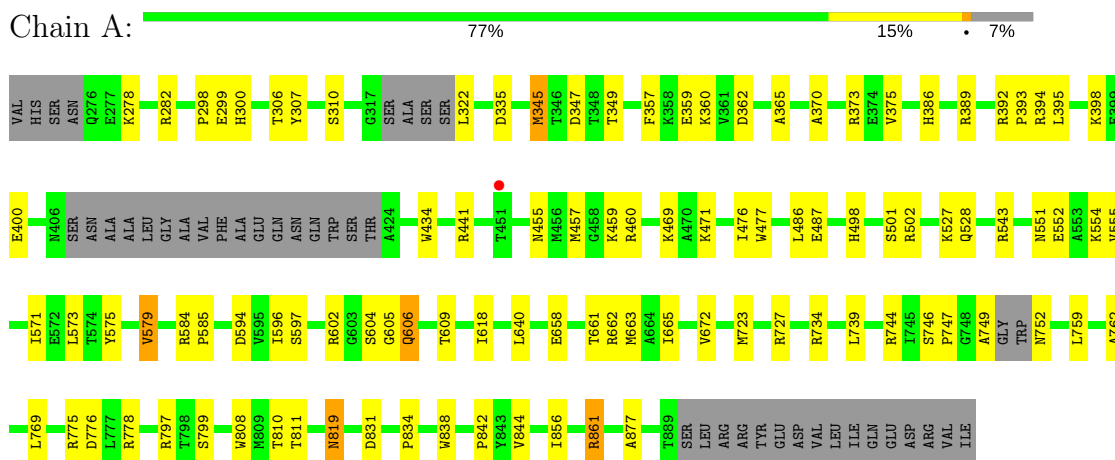 Chain A:
77% 15% • 7%
VAL HIS SER ASN Q276 E277 K278 R282 P298 E299 H300 T306 Y307 S310 G317 SER ALA SER SER L322 D335 M345 T346 D347 T348 T349 F357 K358 E359 K360 V361 D362 A365 A370 R373 E374 V375 H386 R389 R392 P393 R394 L395 K398 E399
E400 N406 SER ASN ALA ALA LEU GLY ALA VAL PHE ALA GLU GLN ASN GLN TRP SER THR A424 W434 R441 T451 N455 M456 M457 G458 K459 R460 K469 A470 K471 I476 W477 L486 E487 H498 S501 R502 K527 Q528 R543 N551 E552 A553 K554 V555
I571 E572 L573 T574 Y575 V579 R584 P585 D594 V595 I596 S597 R602 G603 S604 G605 Q606 T609 I618 L640 E658 T661 R662 M663 A664 I665 V672 M723 R727 R734 L739 R744 I745 S746 P747 G748 A749 GLY TRP N752 L759 A762
L769 R775 D776 L777 R778 R797 T798 S799 W808 M809 T810 T811 N819 D831 P834 W838 P842 Y843 V844 I856 R861 A877 T889 SER LEU ARG ARG TYR GLU ASP VAL LEU ILE GLN GLU ASP ARG VAL ILE